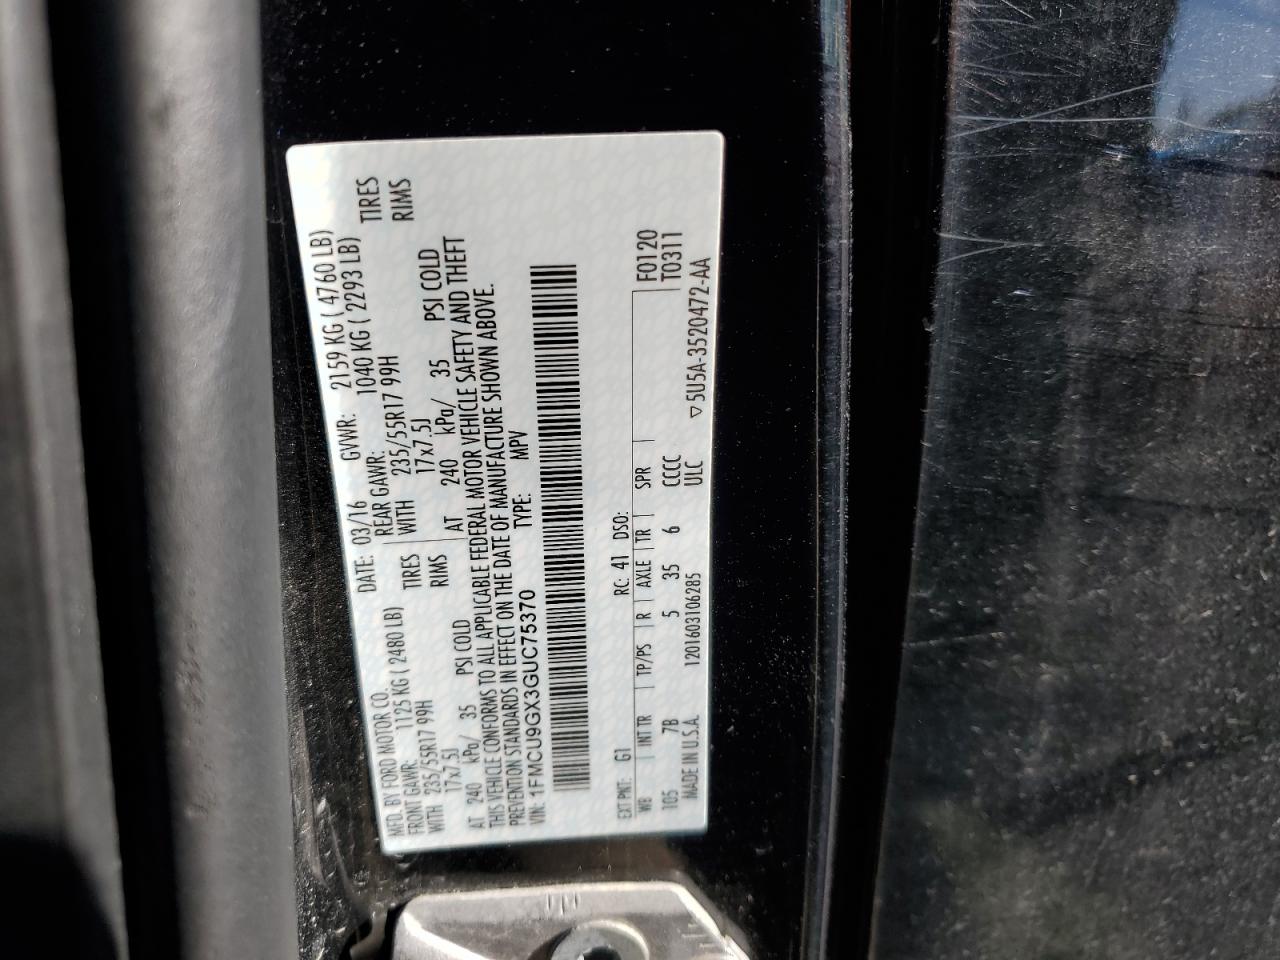 MFD. BY FORD MOTOR CO. DATE: 03/16 GVWR: 2159 KG ( 4760 LB)
FRONT GAWR: 1125 KG ( 2480 LB) REAR GAWR: 1040 KG ( 2293 LB)
WITH 235/55R17 99H TIRES WITH 235/55R17 99H TIRES
17x7.5J RIMS 17x7.5J RIMS
AT 240 kPa/ 35 PSI COLD AT 240 kPa/ 35 PSI COLD
THIS VEHICLE CONFORMS TO ALL APPLICABLE FEDERAL MOTOR VEHICLE SAFETY AND THEFT
PREVENTION STANDARDS IN EFFECT ON THE DATE OF MANUFACTURE SHOWN ABOVE.
VIN: 1FMCU9GX3GUC75370 TYPE: MPV
EXT PNT: G1 RC: 41 DSO: F0120
WB INT TR TP/PS R AXLE TR SPR T0311
105 7B 5 35 6 CCCC
MADE IN U.S.A. 1201603106285 ULC ▽5U5A-3520472-AA